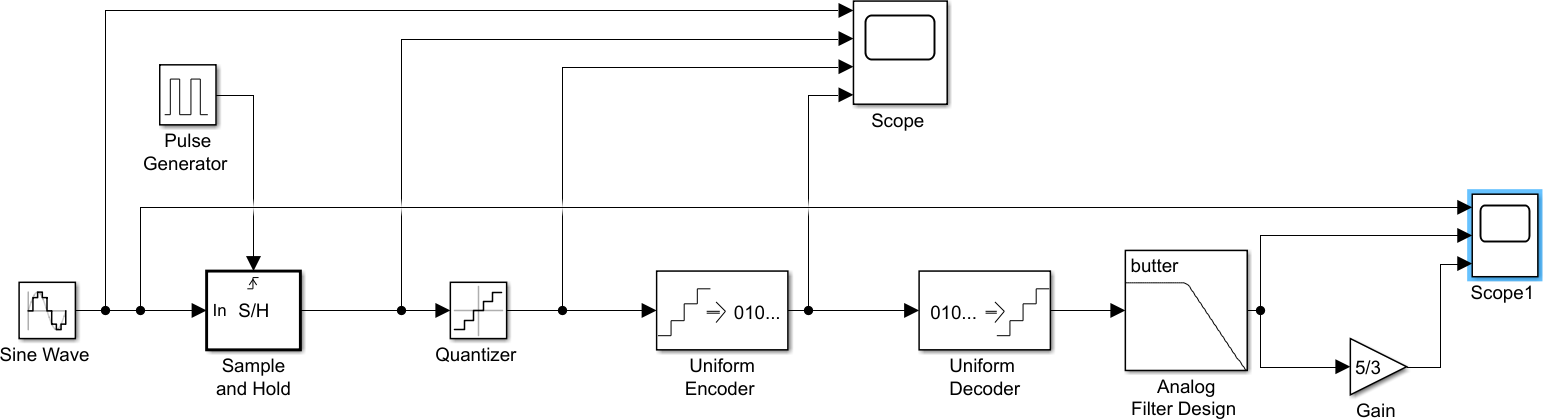 Scope
Pulse
Generator
Scope1
Sine Wave
In
S/H
Sample
and Hold
Quantizer
010...
Uniform
Encoder
010...
Uniform
Decoder
butter
Analog
Filter Design
5/3
Gain